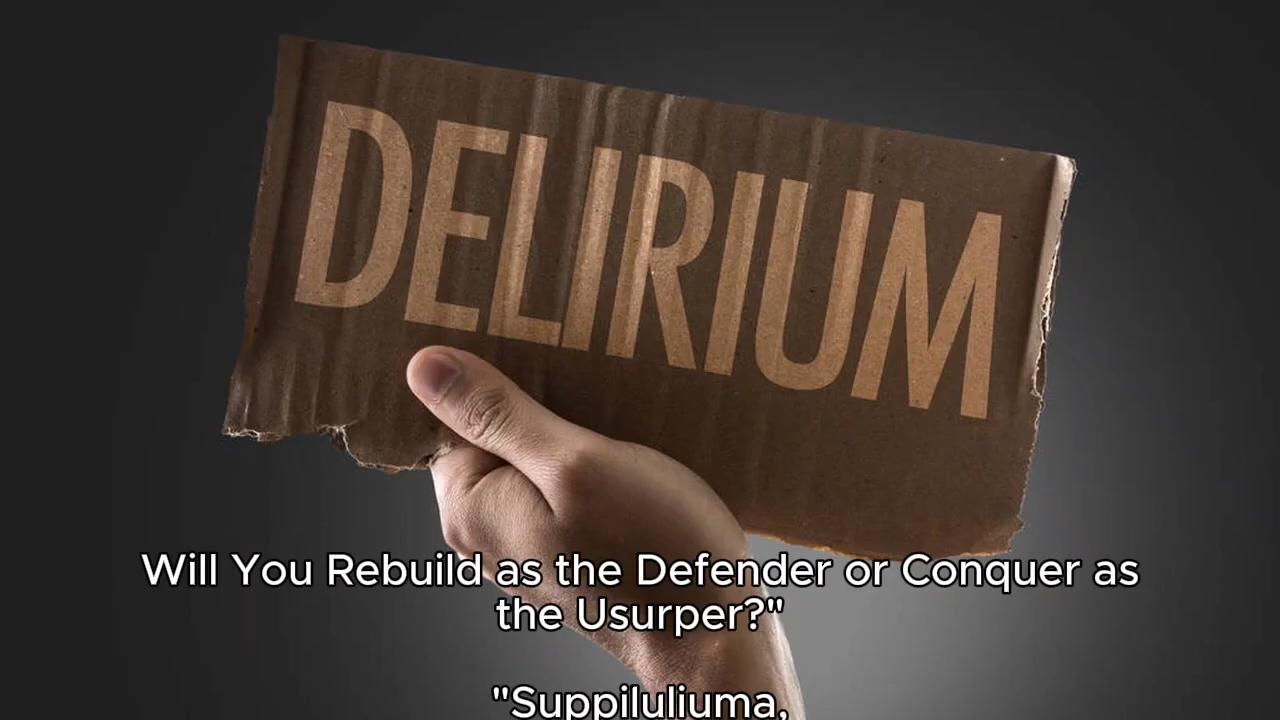 DELIRIUM
Will You Rebuild as the Defender or Conquer as
the Usurper?"
"Suppiluliuma,